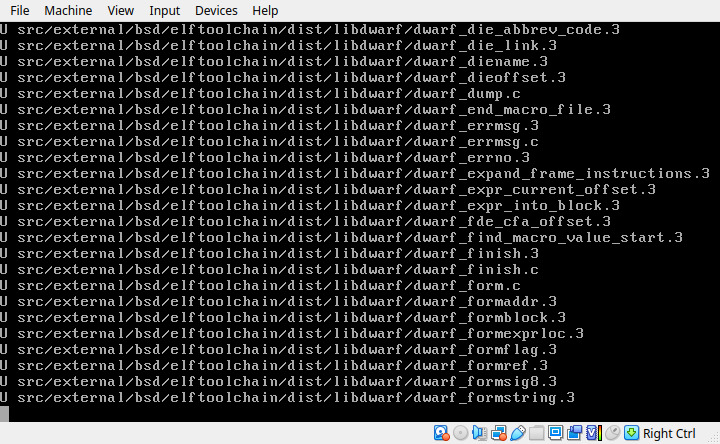 File Machine View Input Devices Help
U src/external/bsd/elftoolchain/dist/libdwarf/dwarf_die_abbrev_code.3
U src/external/bsd/elftoolchain/dist/libdwarf/dwarf_die_link.3
U src/external/bsd/elftoolchain/dist/libdwarf/dwarf_diename.3
U src/external/bsd/elftoolchain/dist/libdwarf/dwarf_dieoffset.3
U src/external/bsd/elftoolchain/dist/libdwarf/dwarf_dump.c
U src/external/bsd/elftoolchain/dist/libdwarf/dwarf_end_macro_file.3
U src/external/bsd/elftoolchain/dist/libdwarf/dwarf_errmsg.3
U src/external/bsd/elftoolchain/dist/libdwarf/dwarf_errmsg.c
U src/external/bsd/elftoolchain/dist/libdwarf/dwarf_errno.3
U src/external/bsd/elftoolchain/dist/libdwarf/dwarf_expand_frame_instructions.3
U src/external/bsd/elftoolchain/dist/libdwarf/dwarf_expr_current_offset.3
U src/external/bsd/elftoolchain/dist/libdwarf/dwarf_expr_into_block.3
U src/external/bsd/elftoolchain/dist/libdwarf/dwarf_fde_cfa_offset.3
U src/external/bsd/elftoolchain/dist/libdwarf/dwarf_find_macro_value_start.3
U src/external/bsd/elftoolchain/dist/libdwarf/dwarf_finish.3
U src/external/bsd/elftoolchain/dist/libdwarf/dwarf_finish.c
U src/external/bsd/elftoolchain/dist/libdwarf/dwarf_form.c
U src/external/bsd/elftoolchain/dist/libdwarf/dwarf_formaddr.3
U src/external/bsd/elftoolchain/dist/libdwarf/dwarf_formblock.3
U src/external/bsd/elftoolchain/dist/libdwarf/dwarf_formexprloc.3
U src/external/bsd/elftoolchain/dist/libdwarf/dwarf_formflag.3
U src/external/bsd/elftoolchain/dist/libdwarf/dwarf_formref.3
U src/external/bsd/elftoolchain/dist/libdwarf/dwarf_formsig8.3
U src/external/bsd/elftoolchain/dist/libdwarf/dwarf_formstring.3
Right Ctrl